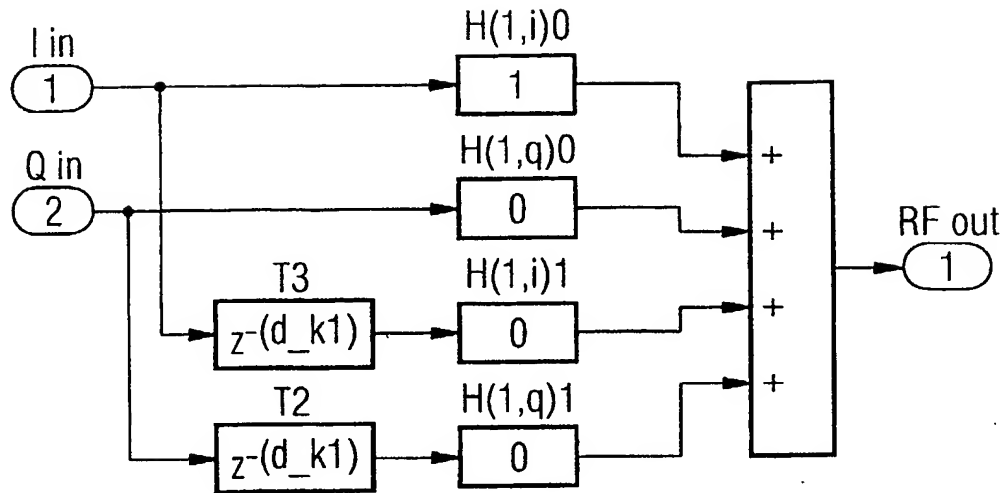 I in
1
H(1,i)0
1
+
Q in
2
H(1,q)0
0
+
RF out
1
T3
z-(d_k1)
H(1,i)1
0
+
T2
z-(d_k1)
H(1,q)1
0
+